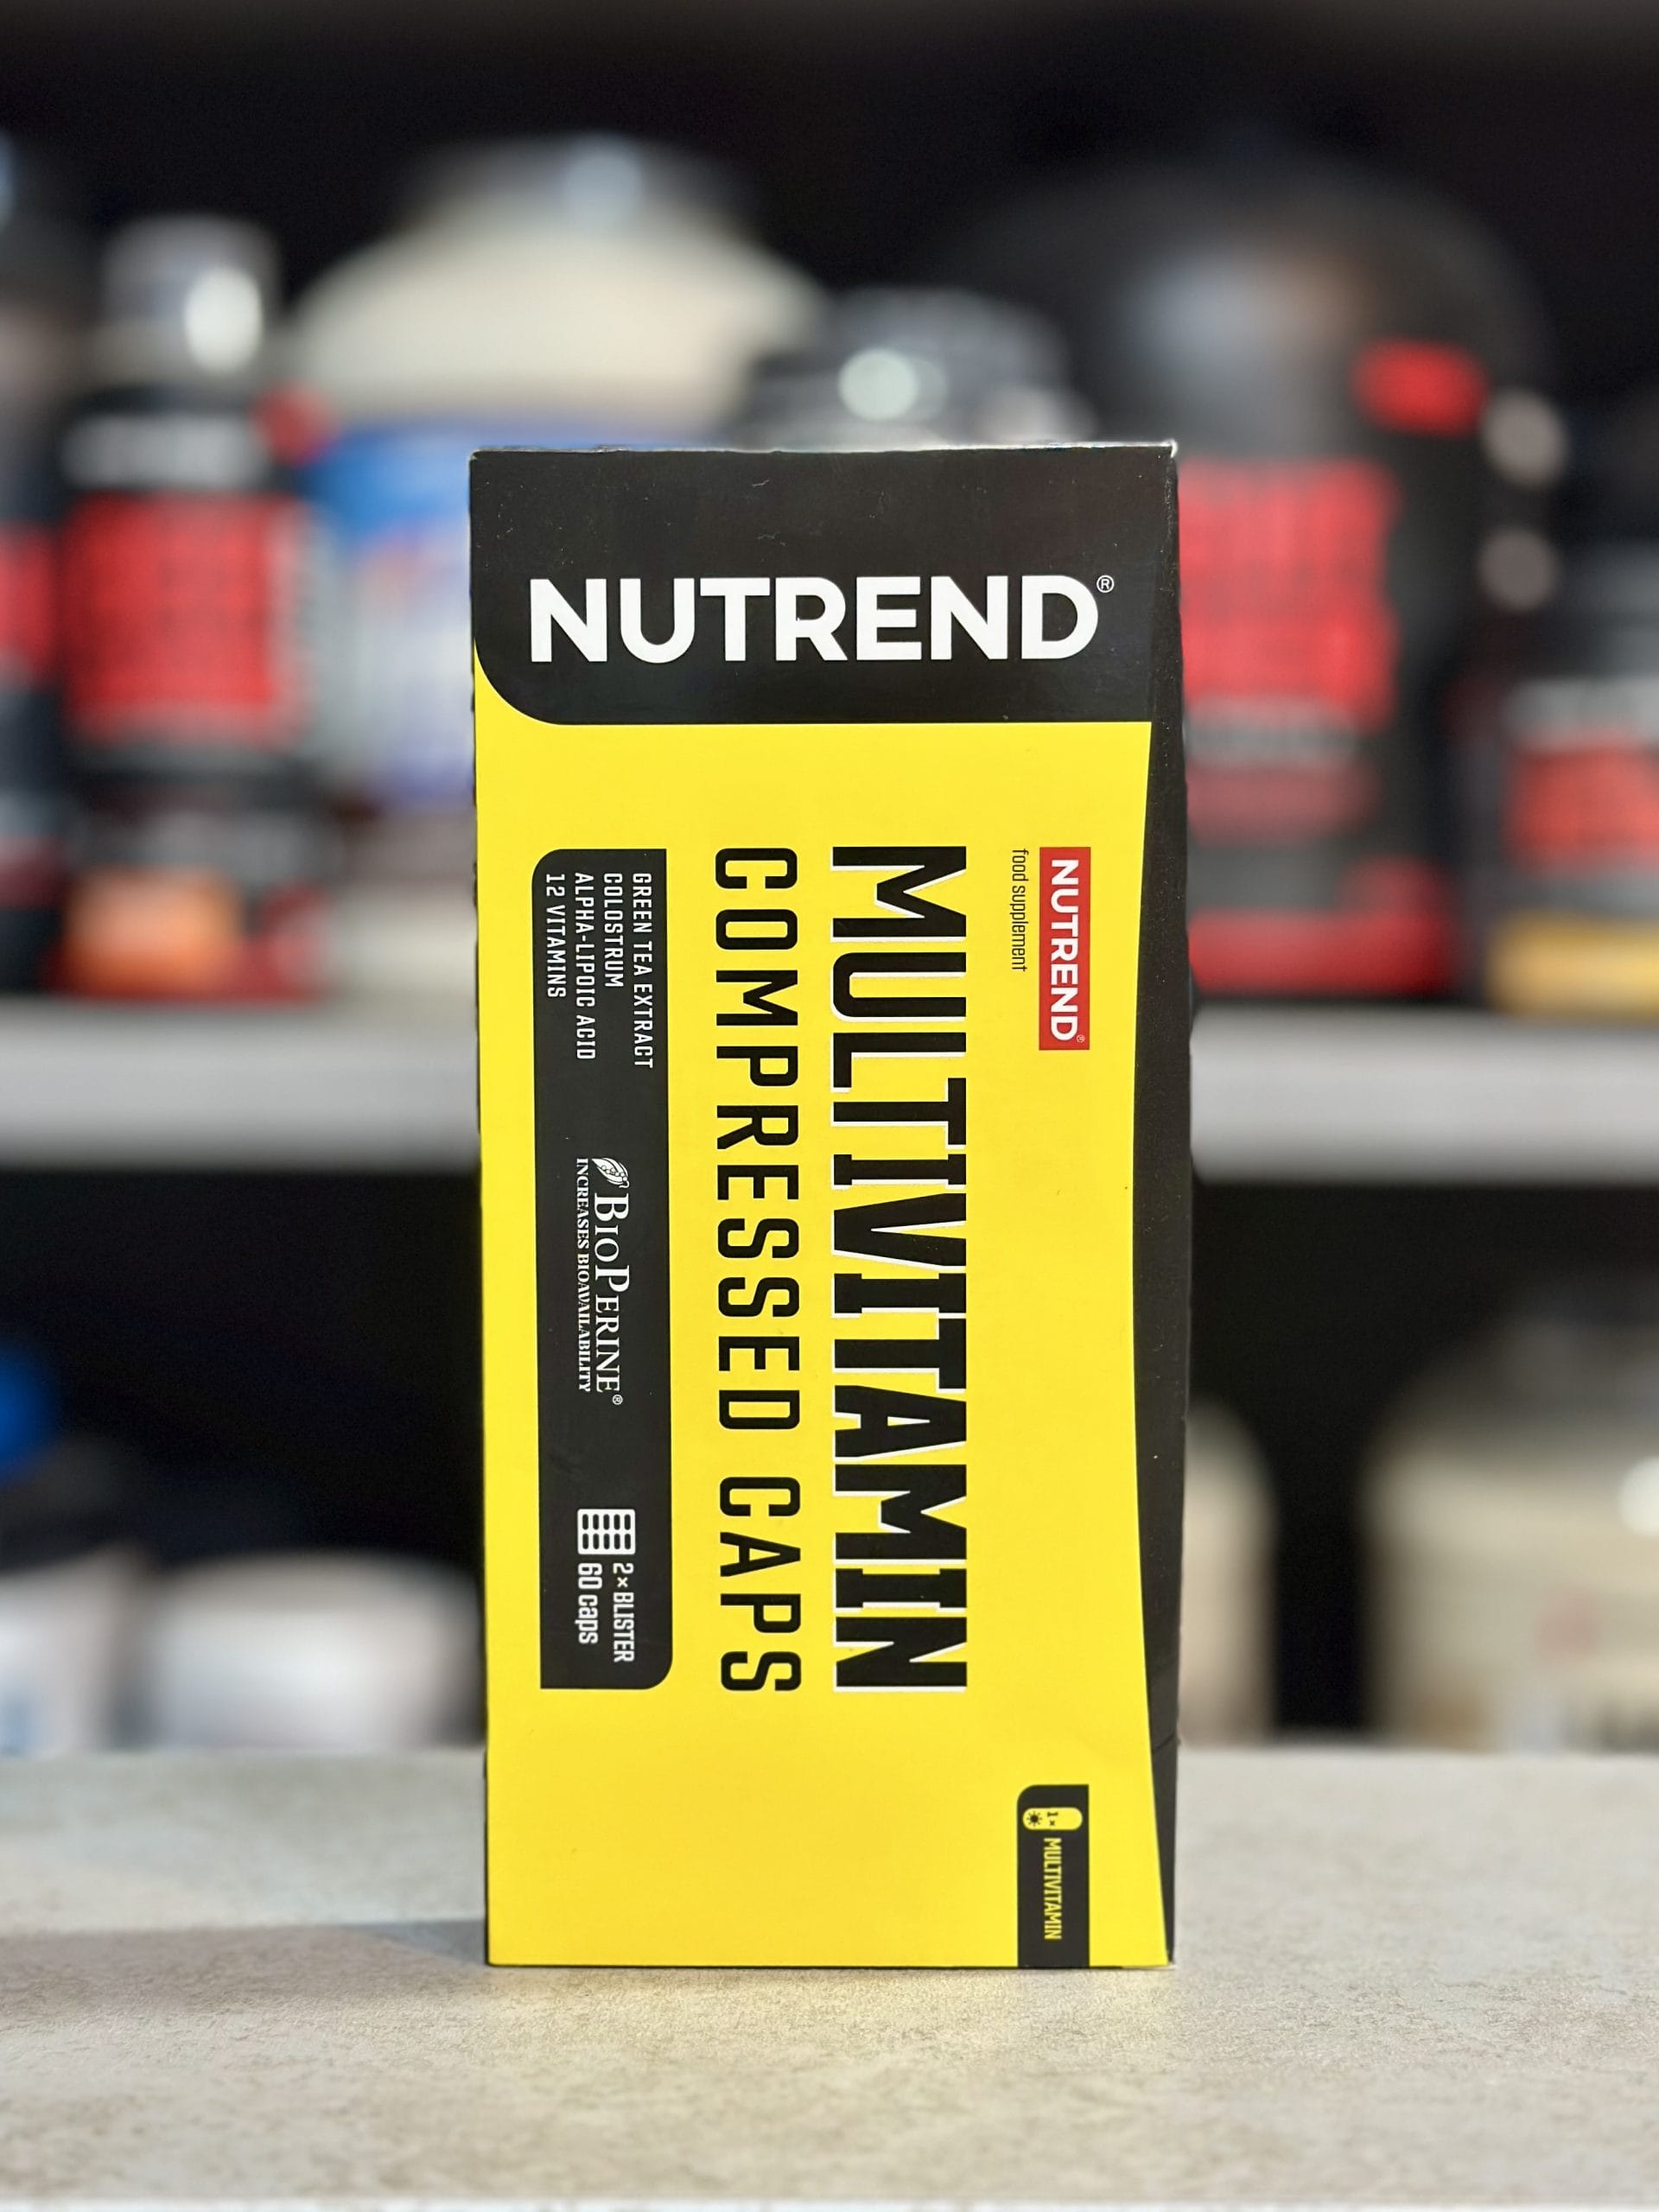 NUTREND®
NUTREND®
food supplement
MULTIVITAMIN
COMPRESSED CAPS
GREEN TEA EXTRACT
COLOSTRUM
ALPHA-LIPOIC ACID
12 VITAMINS
BIOPERINE®
INCREASES BIOAVAILABILITY
2× BLISTER
60 caps
1×
MULTIVITAMIN
NUTREND